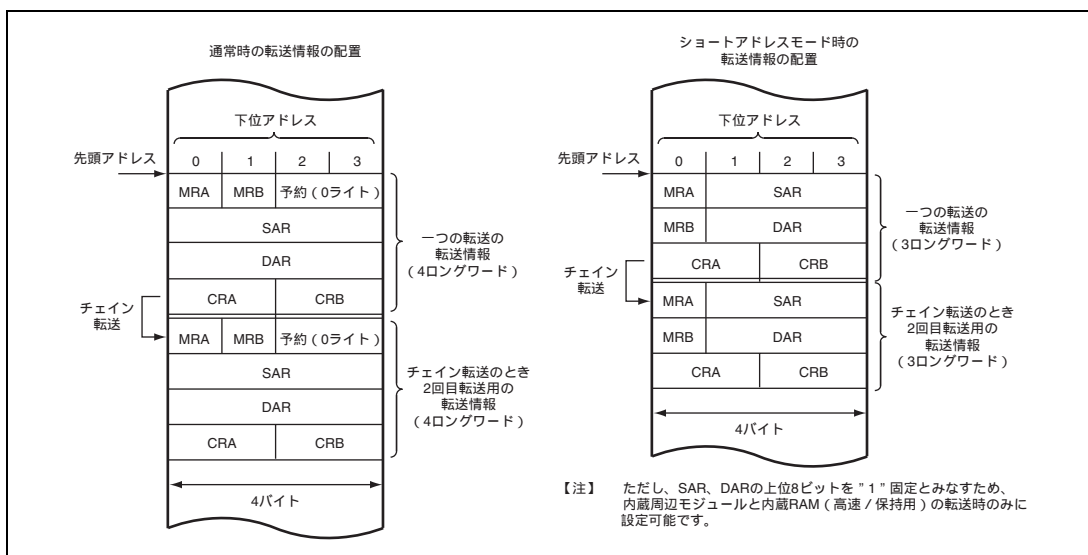 通常時の転送情報の配置
下位アドレス
先頭アドレス
0 1 2 3
MRA MRB 予約(0ライト)
SAR
DAR
CRA CRB
一つの転送の
転送情報
(4ロングワード)
チェイン
転送
MRA MRB 予約(0ライト)
SAR
DAR
CRA CRB
チェイン転送のとき
2回目転送用の
転送情報
(4ロングワード)
4バイト
ショートアドレスモード時の
転送情報の配置
下位アドレス
先頭アドレス
0 1 2 3
MRA SAR
MRB DAR
CRA CRB
一つの転送の
転送情報
(3ロングワード)
チェイン
転送
MRA SAR
MRB DAR
CRA CRB
チェイン転送のとき
2回目転送用の
転送情報
(3ロングワード)
4バイト
【注】 ただし、SAR、DARの上位8ビットを"1"固定とみなすため、
内蔵周辺モジュールと内蔵RAM(高速/保持用)の転送時のみに
設定可能です。